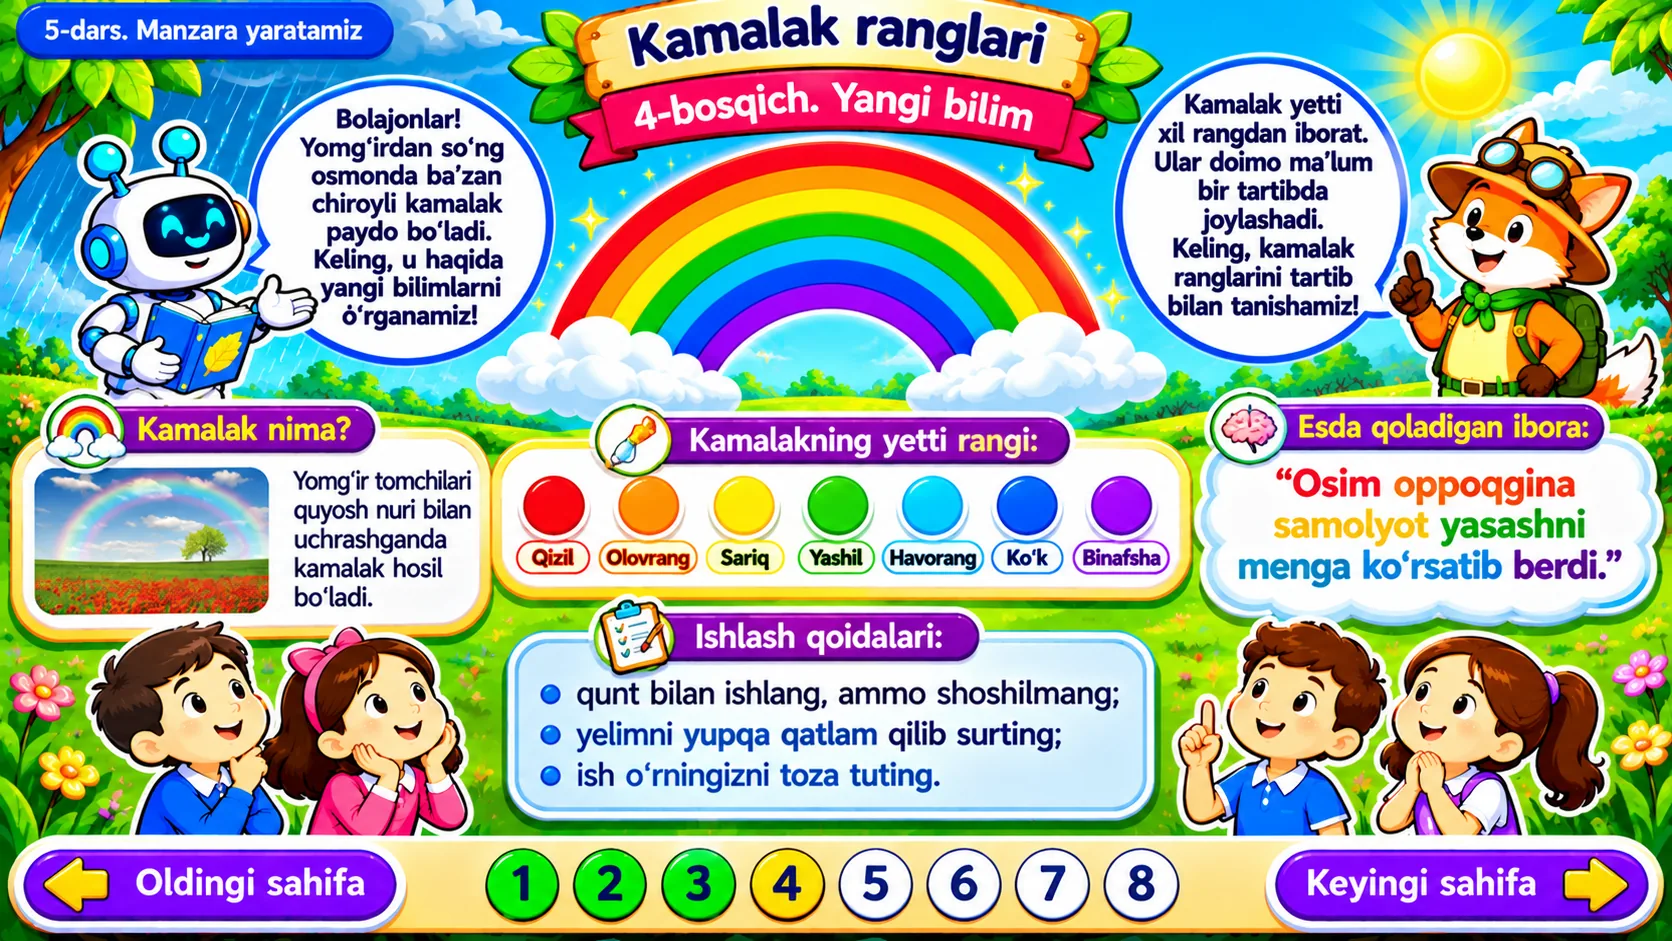 5-dars. Manzara yaratamiz
Kamalak ranglari
4-bosqich. Yangi bilim
Bolajonlar!
Yomg‘irdan so‘ng
osmonda ba’zan
chiroyli kamalak
paydo bo‘ladi.
Keling, u haqida
yangi bilimlarni
ȯ‘rganamiz!
Kamalak yetti
xil rangdan iborat.
Ular doimo ma’lum
bir tartibda
joylashadi.
Keling, kamalak
ranglarini tartib
bilan tanishamiz!
Kamalak nima?
Yomg‘ir tomchilari
quyosh nuri bilan
uchrashganda
kamalak hosil
bo‘ladi.
Kamalakning yetti rangi:
Qizil
Olovrang
Sariq
Yashil
Havorang
Ko‘k
Binafsha
Esda qoladigan ibora:
“Osim oppoqgina
samolyot yasashni
menga ko‘rsatib berdi.”
Ishlash qoidalari:
qunt bilan ishlang, ammo shoshilmang;
yelimni yupqa qatlam qilib surting;
ish o‘rningizni toza tuting.
Oldingi sahifa
1 2 3 4 5 6 7 8
Keyingi sahifa